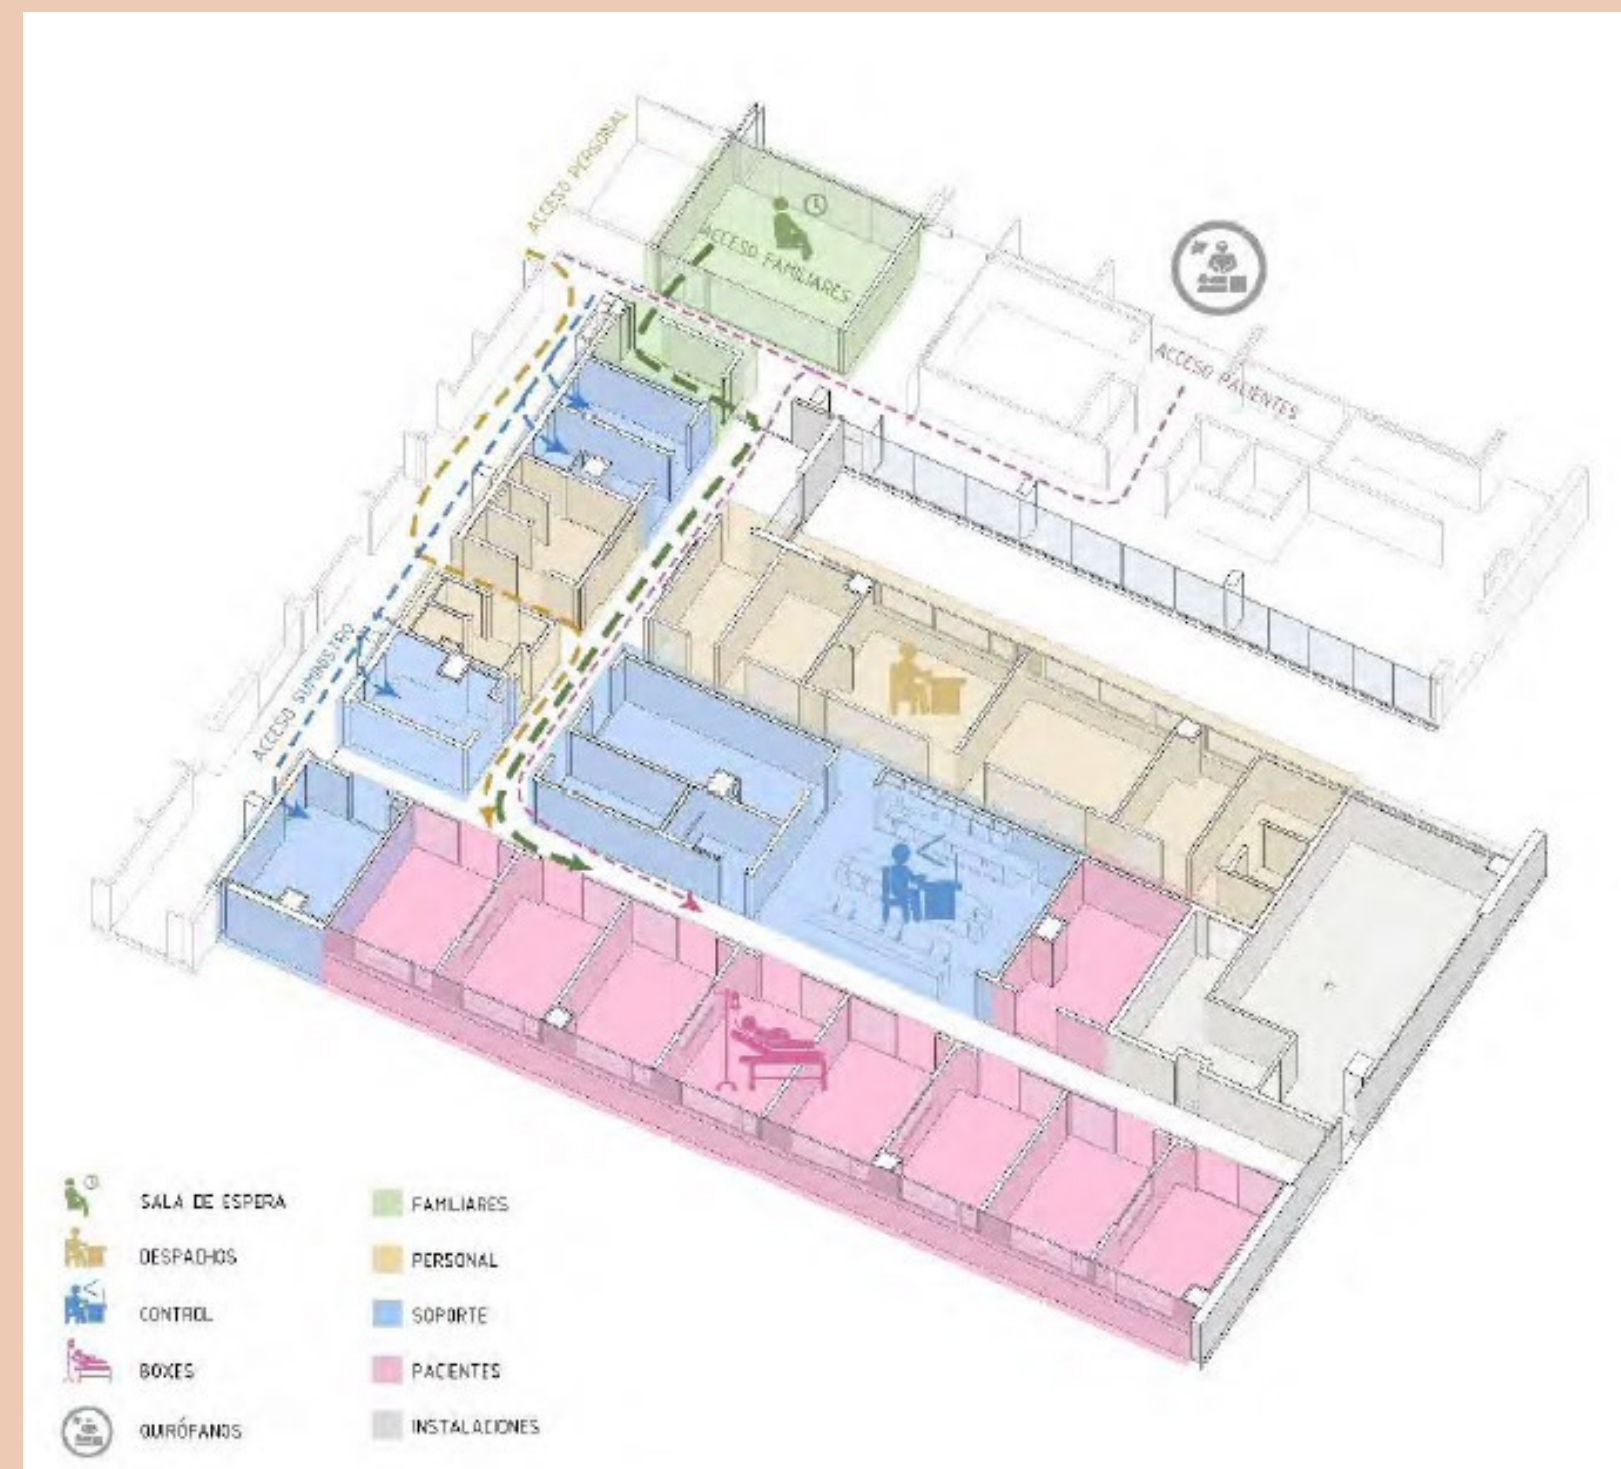 ACCESO PERSONAL
ACCESO FAMILIARES
ACCESO PACIENTES
ACCESO SUMINISTRO
SALA DE ESPERA
DESPACHOS
CONTROL
BOXES
QUIRÓFANOS
FAMILIARES
PERSONAL
SOPORTE
PACIENTES
INSTALACIONES